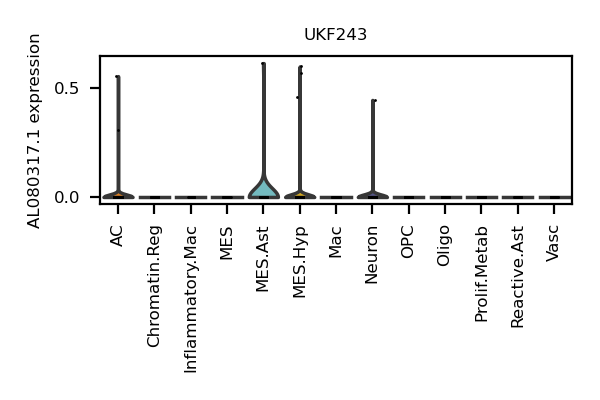 UKF243
AL080317.1 expression
0.5
0.0
AC
Chromatin.Reg
Inflammatory.Mac
MES
MES.Ast
MES.Hyp
Mac
Neuron
OPC
Oligo
Prolif.Metab
Reactive.Ast
Vasc